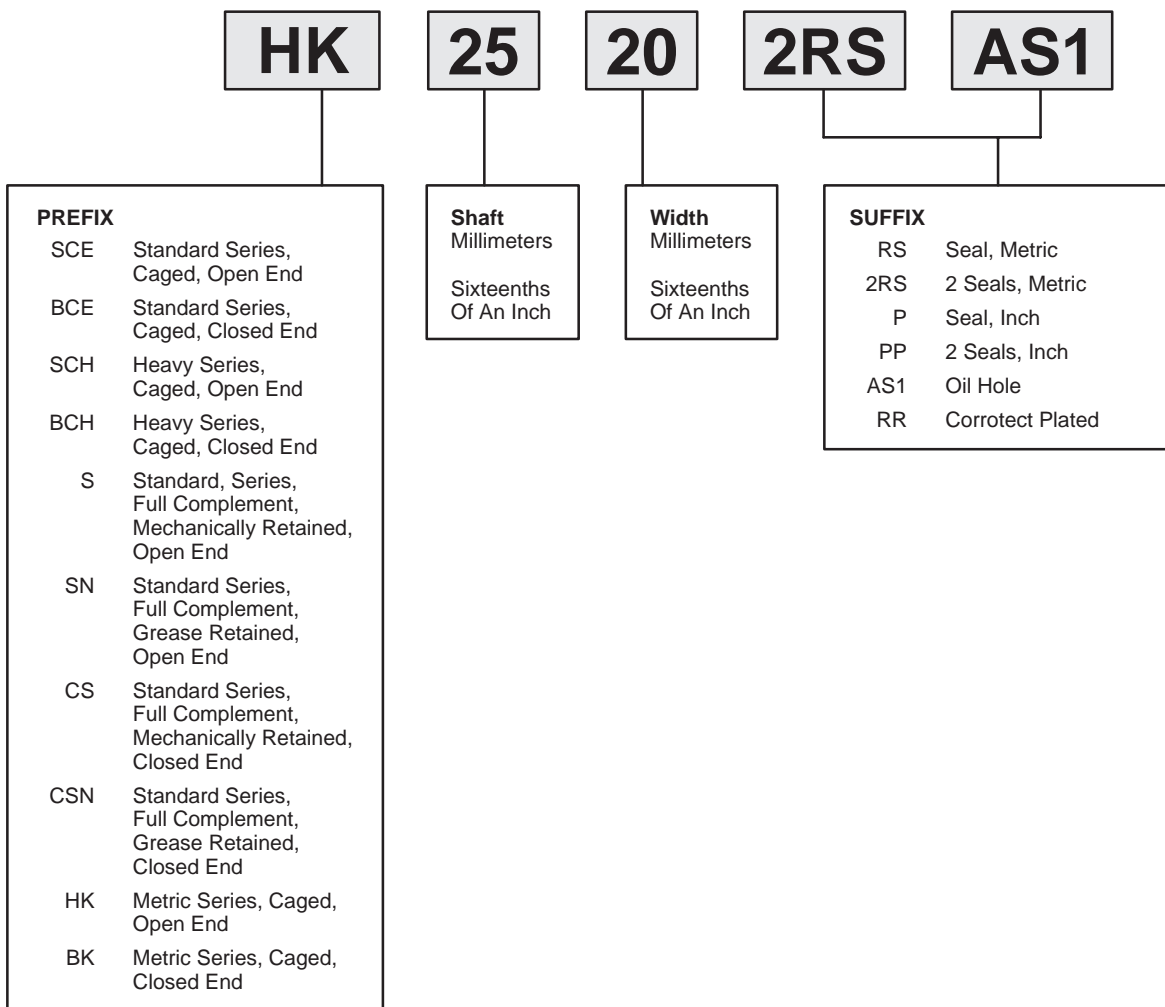 HK 25 20 2RS AS1
PREFIX
SCE Standard Series,
Caged, Open End
BCE Standard Series,
Caged, Closed End
SCH Heavy Series,
Caged, Open End
BCH Heavy Series,
Caged, Closed End
S Standard, Series,
Full Complement,
Mechanically Retained,
Open End
SN Standard Series,
Full Complement,
Grease Retained,
Open End
CS Standard Series,
Full Complement,
Mechanically Retained,
Closed End
CSN Standard Series,
Full Complement,
Grease Retained,
Closed End
HK Metric Series, Caged,
Open End
BK Metric Series, Caged,
Closed End
Shaft
Millimeters
Sixteenths
Of An Inch
Width
Millimeters
Sixteenths
Of An Inch
SUFFIX
RS Seal, Metric
2RS 2 Seals, Metric
P Seal, Inch
PP 2 Seals, Inch
AS1 Oil Hole
RR Corrotect Plated